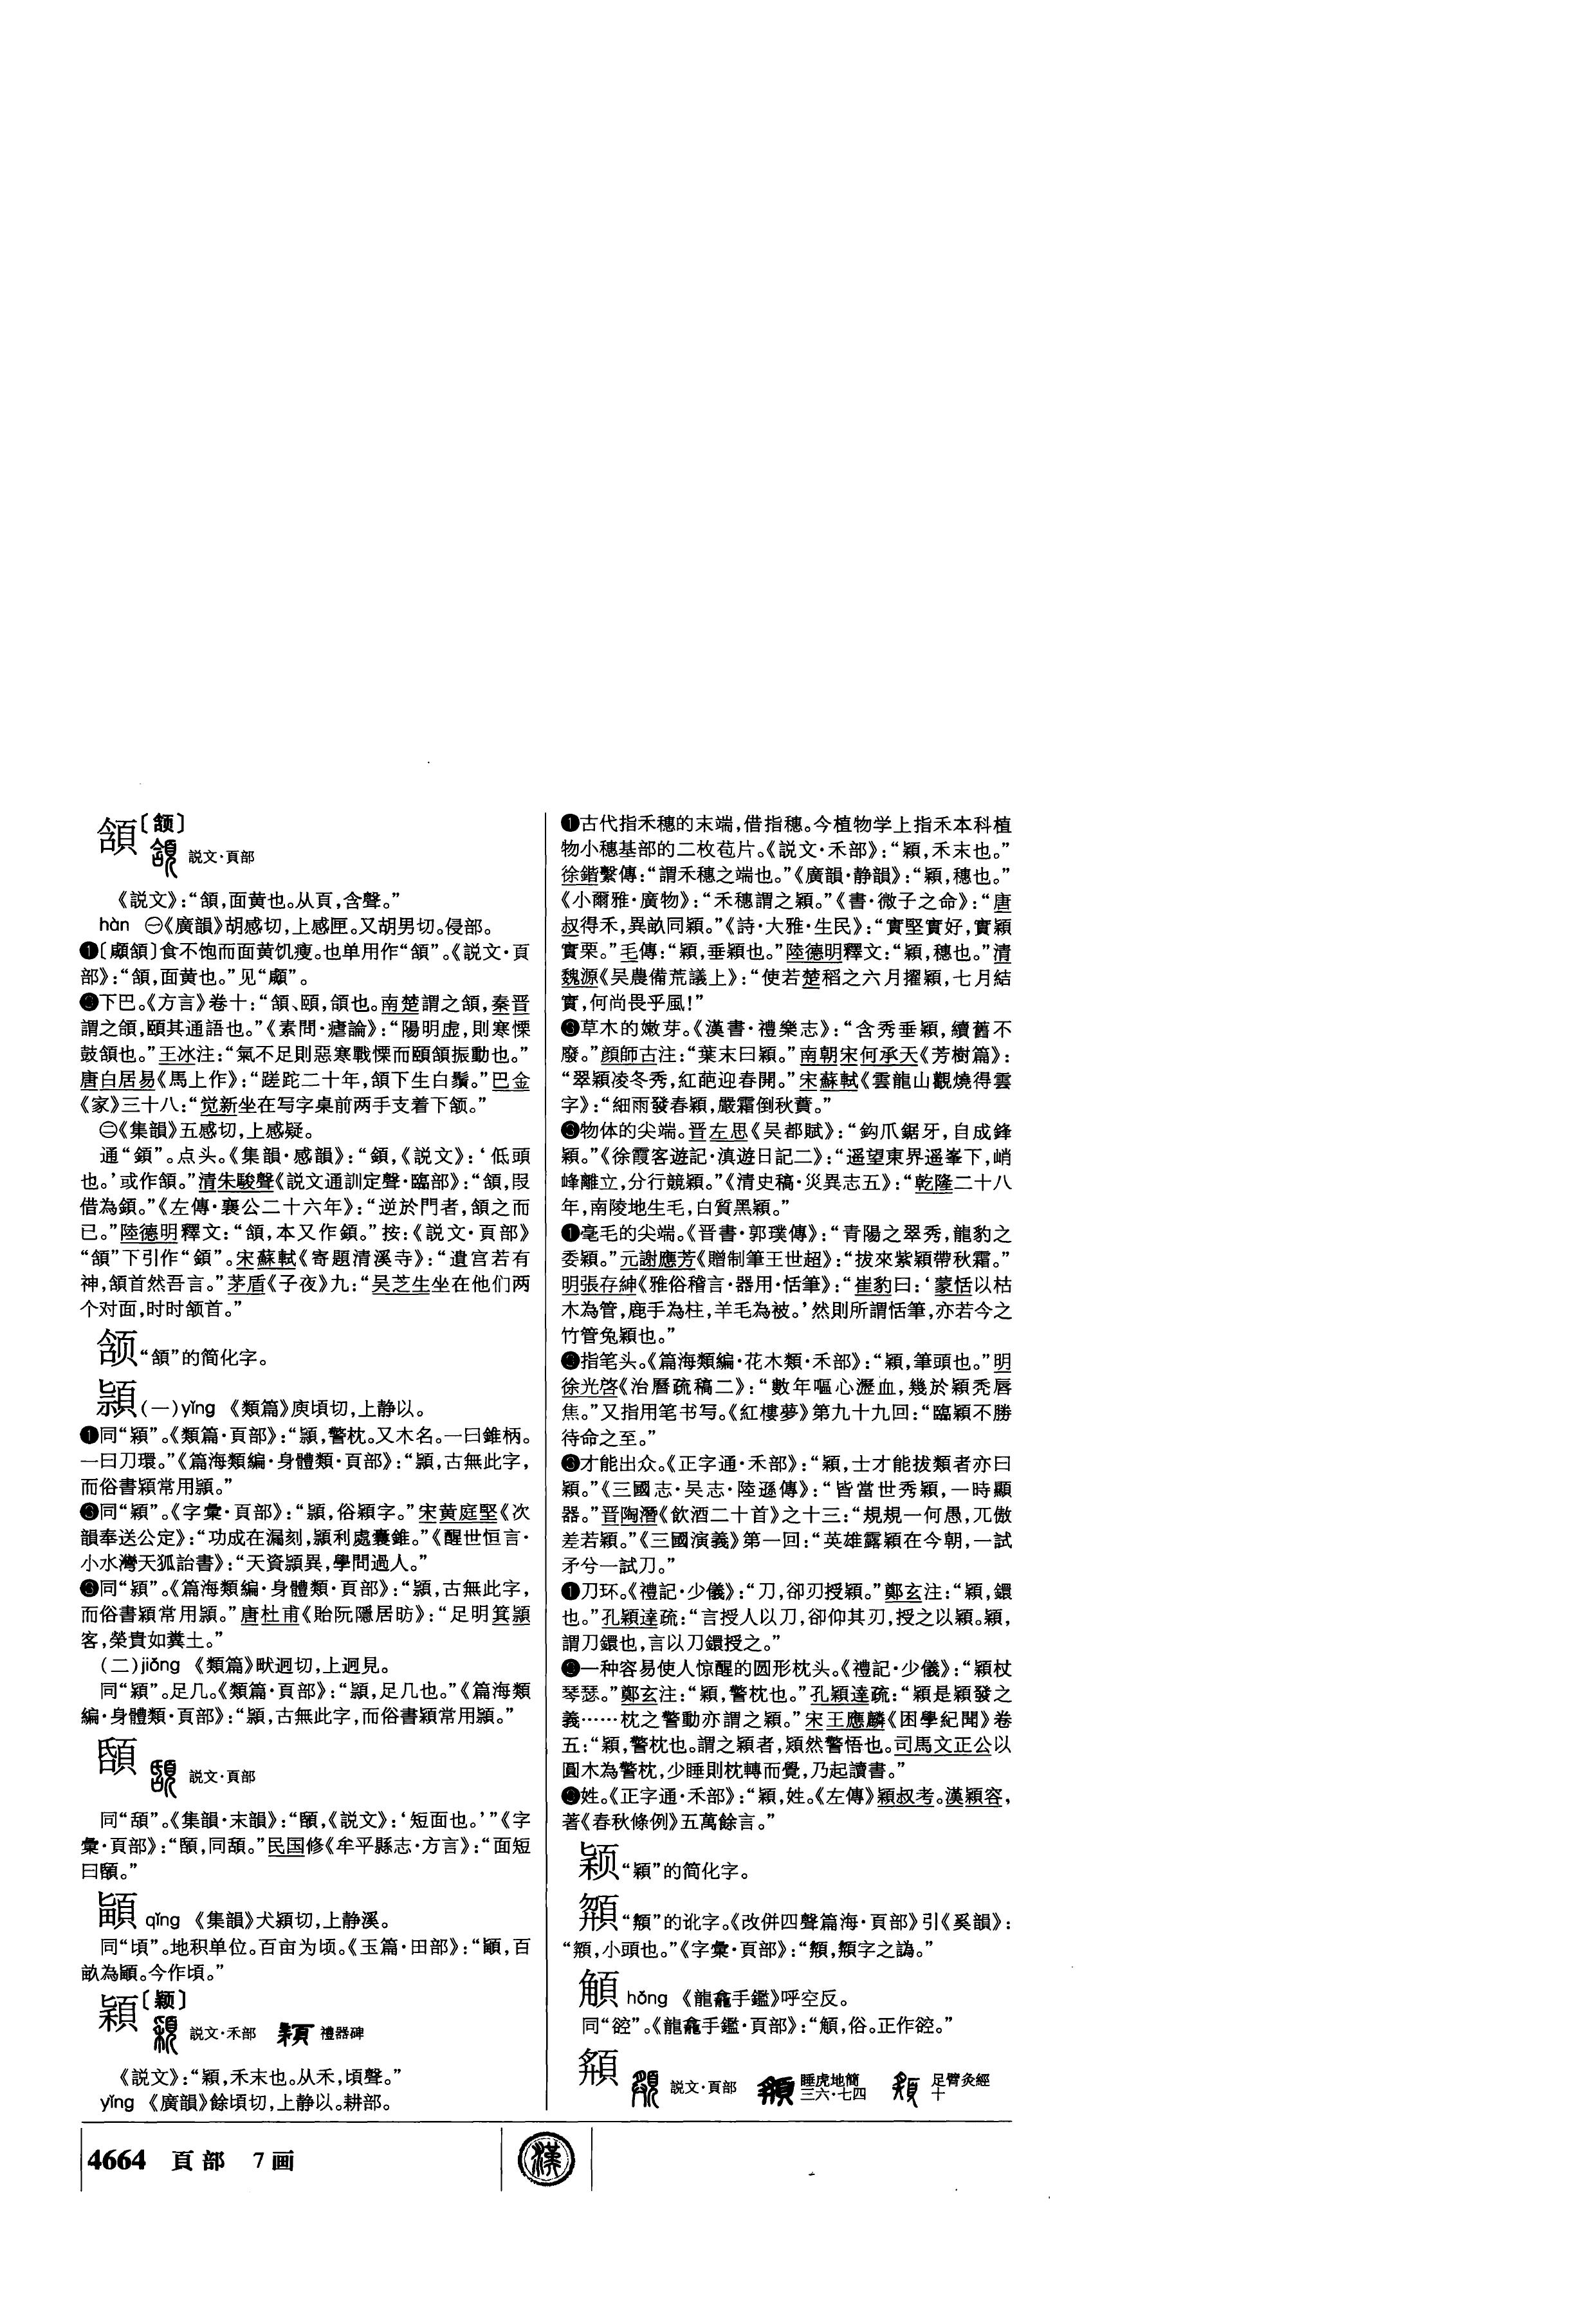 頷〔颔〕
説文·頁部
《説文》：“頷，面黄也。从頁，含聲。”
hàn ㊀《廣韻》胡感切，上感匣。又胡男切。侵部。
❶〔顑頷〕食不饱而面黄饥瘦。也单用作“頷”。《説文·頁
部》：“頷，面黄也。”见“顑”。
❷下巴。《方言》卷十：“頷、頤，頜也。南楚謂之頷，秦晋
謂之頜，頤其通語也。”《素問·瘧論》：“陽明虚，則寒慄
鼓頷也。”王冰注：“氣不足則惡寒戰慄而頤頷振動也。”
唐白居易《馬上作》：“蹉跎二十年，頷下生白鬚。”巴金
《家》三十八：“觉新坐在写字桌前两手支着下颔。”
㊁《集韻》五感切，上感疑。
通“顉”。点头。《集韻·感韻》：“顉，《説文》：‘低頭
也。’或作頷。”清朱駿聲《説文通訓定聲·臨部》：“頷，叚
借為顉。”《左傳·襄公二十六年》：“逆於門者，頷之而
已。”陸德明釋文：“頷，本又作顉。”按：《説文·頁部》
“頷”下引作“顉”。宋蘇軾《寄題清溪寺》：“遺宫若有
神，頷首然吾言。”茅盾《子夜》九：“吴芝生坐在他们两
个对面，时时颔首。”
颔“頷”的简化字。
頴(一)yǐng 《類篇》庾頃切，上静以。
❶同“穎”。《類篇·頁部》：“頴，警枕。又木名。一曰錐柄。
一曰刀環。”《篇海類編·身體類·頁部》：“頴，古無此字，
而俗書穎常用頴。”
同“穎”。《字彙·頁部》：“頴，俗穎字。”宋黄庭堅《次
韻奉送公定》：“功成在漏刻，頴利處囊錐。”《醒世恒言·
小水灣天狐詒書》：“天資頴異，學問過人。”
❸同“潁”。《篇海類編·身體類·頁部》：“頴，古無此字，
而俗書潁常用頴。”唐杜甫《貽阮隱居昉》：“足明箕頴
客，榮貴如糞土。”
(二)jiǒng 《類篇》畎迥切，上迥見。
足几。《類篇·頁部》：“頴，足几也。”《篇海類
編·身體類·頁部》：“頴，古無此字，而俗書常用頴。”
説文·頁部
《集韻·末韻》：《説文》：‘短面也。’”《字
彙·頁部》：民国修《牟平縣志·方言》：“面短
曰
qǐng 《集韻》犬潁切，上静溪。
同“頃”。地积单位。百亩为顷。《玉篇·田部》：百
畝為今作頃。”
穎〔颖〕
説文·禾部 禮器碑
《説文》：“穎，禾末也。从禾，頃聲。”
yǐng 《廣韻》餘頃切，上静以。耕部。
❶古代指禾穗的末端，借指穗。今植物学上指禾本科植
物小穗基部的二枚苞片。《説文·禾部》：“穎，禾末也。”
徐鍇繫傳：“謂禾穗之端也。”《廣韻·静韻》：“穎，穗也。”
《小爾雅·廣物》：“禾穗謂之穎。”《書·微子之命》：“唐
叔得禾，異畝同穎。”《詩·大雅·生民》：“實堅實好，實穎
實栗。”毛傳：“穎，垂穎也。”陸德明釋文：“穎，穗也。”清
魏源《吴農備荒議上》：“使若楚稻之六月擢穎，七月結
實，何尚畏乎風！”
草木的嫩芽。《漢書·禮樂志》：“含秀垂穎，續舊不
廢。”顔師古注：“葉末曰穎。”南朝宋何承天《芳樹篇》：
“翠穎凌冬秀，紅葩迎春開。”宋蘇軾《雲龍山觀燒得雲
字》：“細雨發春穎，嚴霜倒秋蕡。”
❸物体的尖端。晋左思《吴都賦》：“鈎爪鋸牙，自成鋒
穎。”《徐霞客遊記·滇遊日記二》：“遥望東界遥峯下，峭
峰離立，分行競穎。”《清史稿·災異志五》：“乾隆二十八
年，南陵地生毛，白質黑穎。”
毫毛的尖端。《晋書·郭璞傳》：“青陽之翠秀，龍豹之
委穎。”元謝應芳《贈制筆王世超》：“拔來紫穎帶秋霜。”
明張存紳《雅俗稽言·器用·恬筆》：“崔豹曰：‘蒙恬以枯
木為管，鹿手為柱，羊毛為被。’然則所謂恬筆，亦若今之
竹管兔穎也。”
指笔头。《篇海類編·花木類·禾部》：“穎，筆頭也。”明
徐光啓《治曆疏稿二》：“數年嘔心瀝血，幾於穎秃唇
焦。”又指用笔书写。《紅樓夢》第九十九回：“臨穎不勝
待命之至。”
才能出众。《正字通·禾部》：“穎，士才能拔類者亦曰
穎。”《三國志·吴志·陸遜傳》：“皆當世秀穎，一時顯
器。”晋陶潛《飲酒二十首》之十三：“規規一何愚，兀傲
差若穎。”《三國演義》第一回：“英雄露穎在今朝，一試
矛兮一試刀。”
刀环。《禮記·少儀》：“刀，卻刃授穎。”鄭玄注：“穎，鐶
也。”孔穎達疏：“言授人以刀，卻仰其刃，授之以穎。穎，
謂刀鐶也，言以刀鐶授之。”
一种容易使人惊醒的圆形枕头。《禮記·少儀》：“穎杖
琴瑟。”鄭玄注：“穎，警枕也。”孔穎達疏：“穎是穎發之
義……枕之警動亦謂之穎。”宋王應麟《困學紀聞》卷
五：“穎，警枕也。謂之穎者，熲然警悟也。司馬文正公以
圓木為警枕，少睡則枕轉而覺，乃起讀書。”
姓。《正字通·禾部》：“穎，姓。《左傳》穎叔考。漢穎容，
著《春秋條例》五萬餘言。”
颖“穎”的简化字。
的讹字。《改併四聲篇海·頁部》引《奚韻》：
小頭也。”《字彙·頁部》：字之譌。”
hǒng 《龍龕手鑑》呼空反。
《龍龕手鑑·頁部》：俗。正作
説文·頁部 睡虎地簡三六·七四 足臂灸經十
4664 頁部 7画
漢